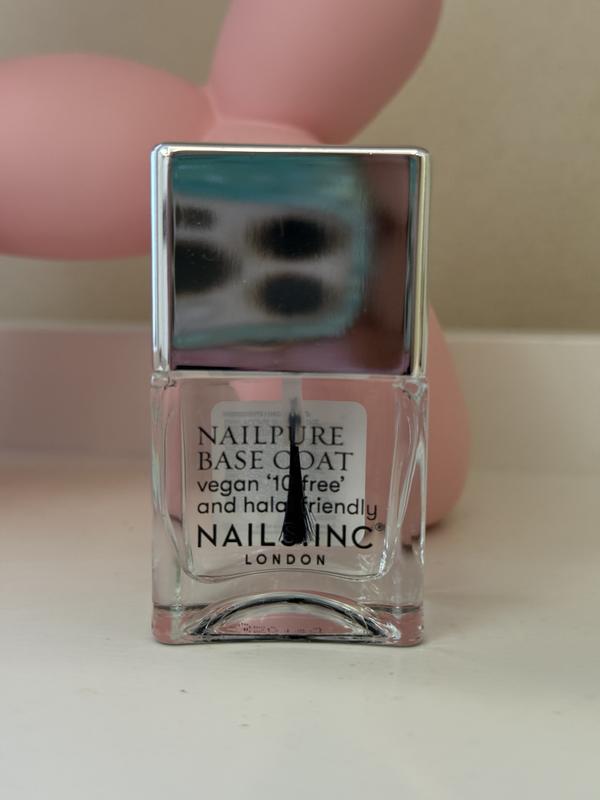 NAILPURE
BASE COAT
vegan ‘10 free’
and halal friendly
NAILS.INC®
LONDON